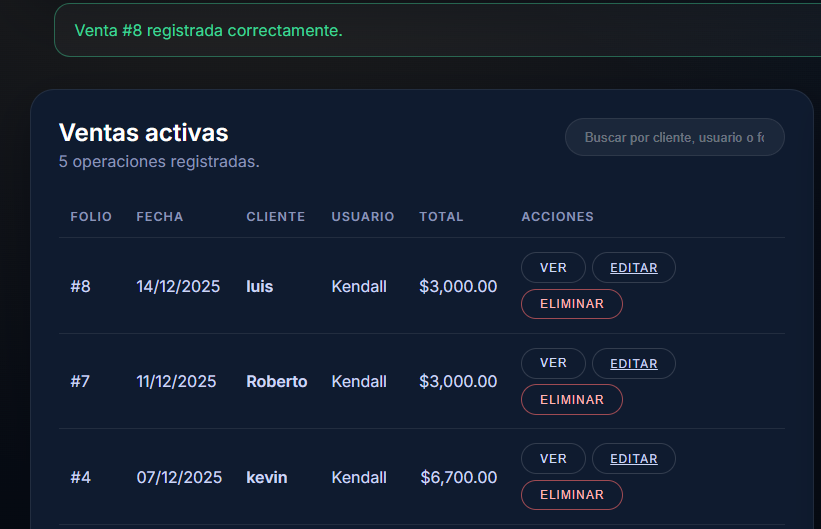 Venta #8 registrada correctamente.
Ventas activas
5 operaciones registradas.
Buscar por cliente, usuario o fo
FOLIO FECHA CLIENTE USUARIO TOTAL ACCIONES
#8 14/12/2025 luis Kendall $3,000.00 VER EDITAR
ELIMINAR
#7 11/12/2025 Roberto Kendall $3,000.00 VER EDITAR
ELIMINAR
#4 07/12/2025 kevin Kendall $6,700.00 VER EDITAR
ELIMINAR